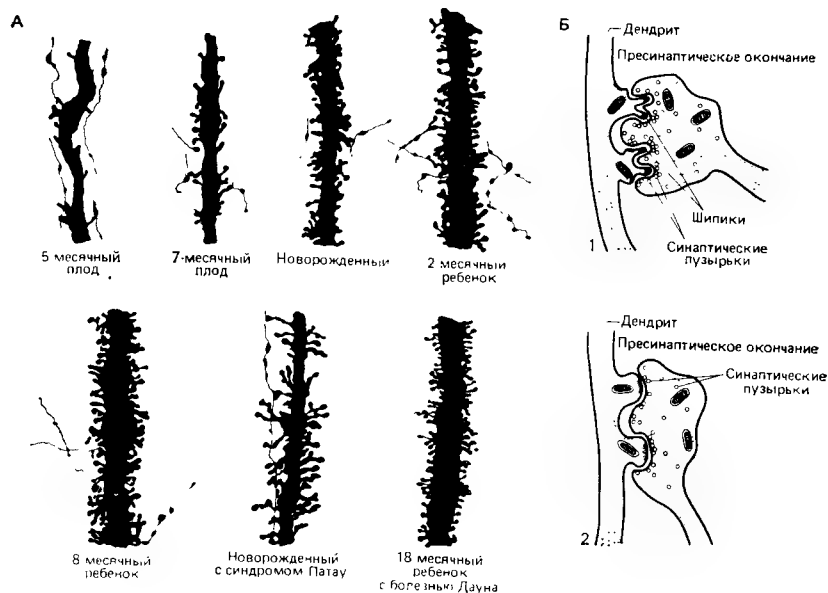 А
5 месячный
плод
7-месячный
плод
Новорожденный
2 месячный
ребенок
8 месячный
ребенок
Новорожденный
с синдромом Патау
18 месячный
ребенок
с болезнью Дауна
Б
Дендрит
Пресинаптическое окончание
Шипики
Синаптические
пузырьки
1
Дендрит
Пресинаптическое окончание
Синаптические
пузырьки
2